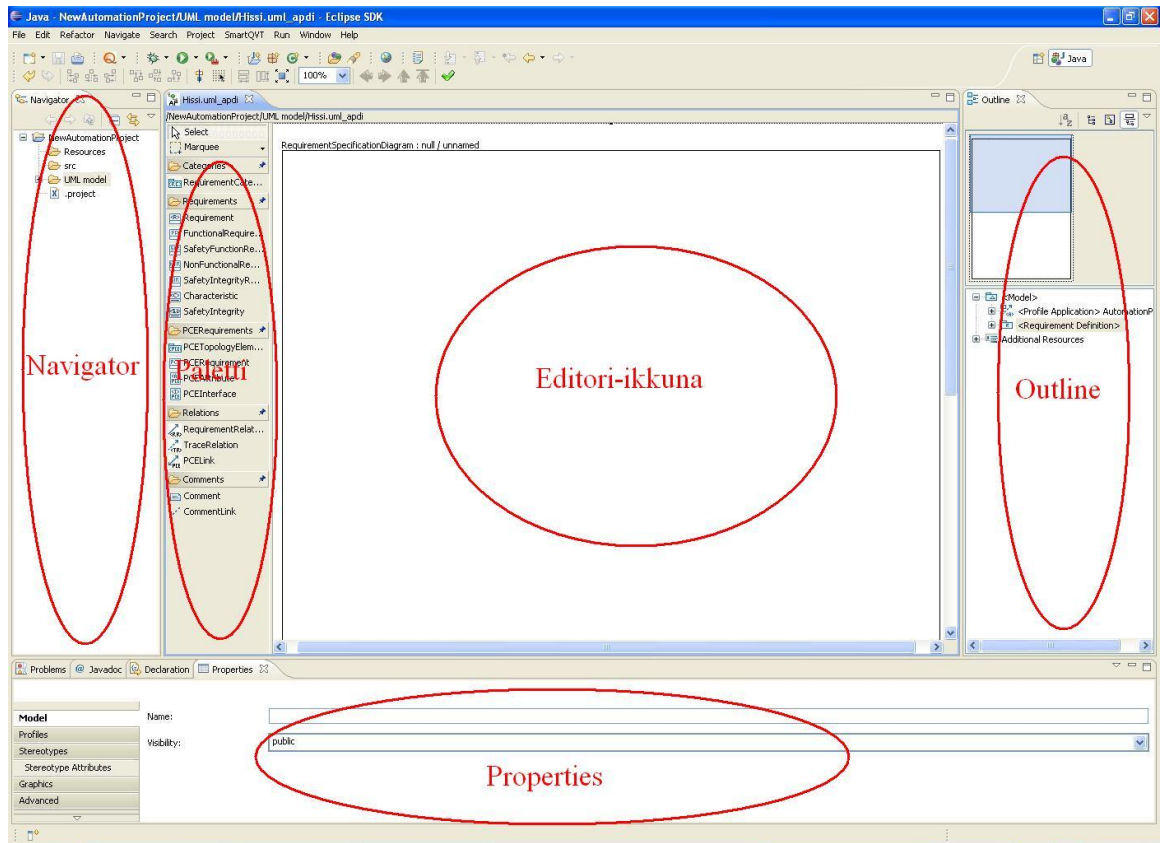 Java - NewAutomationProject/UML model/Hissi.uml_apdi - Eclipse SDK
File Edit Refactor Navigate Search Project SmartQVT Run Window Help
100%
Java
Navigator
NewAutomationProject
Resources
src
UML model
.project
Navigator
Hissi.uml_apdi
/NewAutomationProject/UML model/Hissi.uml_apdi
Select
Marquee
Categories
RequirementCate...
Requirements
Requirement
FunctionalRequire...
SafetyFunctionRe...
NonFunctionalRe...
SafetyIntegrityR...
Characteristic
SafetyIntegrity
PCERequirements
PCETopologyElem...
PCERequirement
PCEAttribute
PCEInterface
Relations
RequirementRelat...
TraceRelation
PCELink
Comments
Comment
CommentLink
Paletti
RequirementSpecificationDiagram : null / unnamed
Editori-ikkuna
Outline
<Model>
<Profile Application> AutomationP
<Requirement Definition>
Additional Resources
Outline
Problems Javadoc Declaration Properties
Model
Profiles
Stereotypes
Stereotype Attributes
Graphics
Advanced
Name:
Visibility: public
Properties